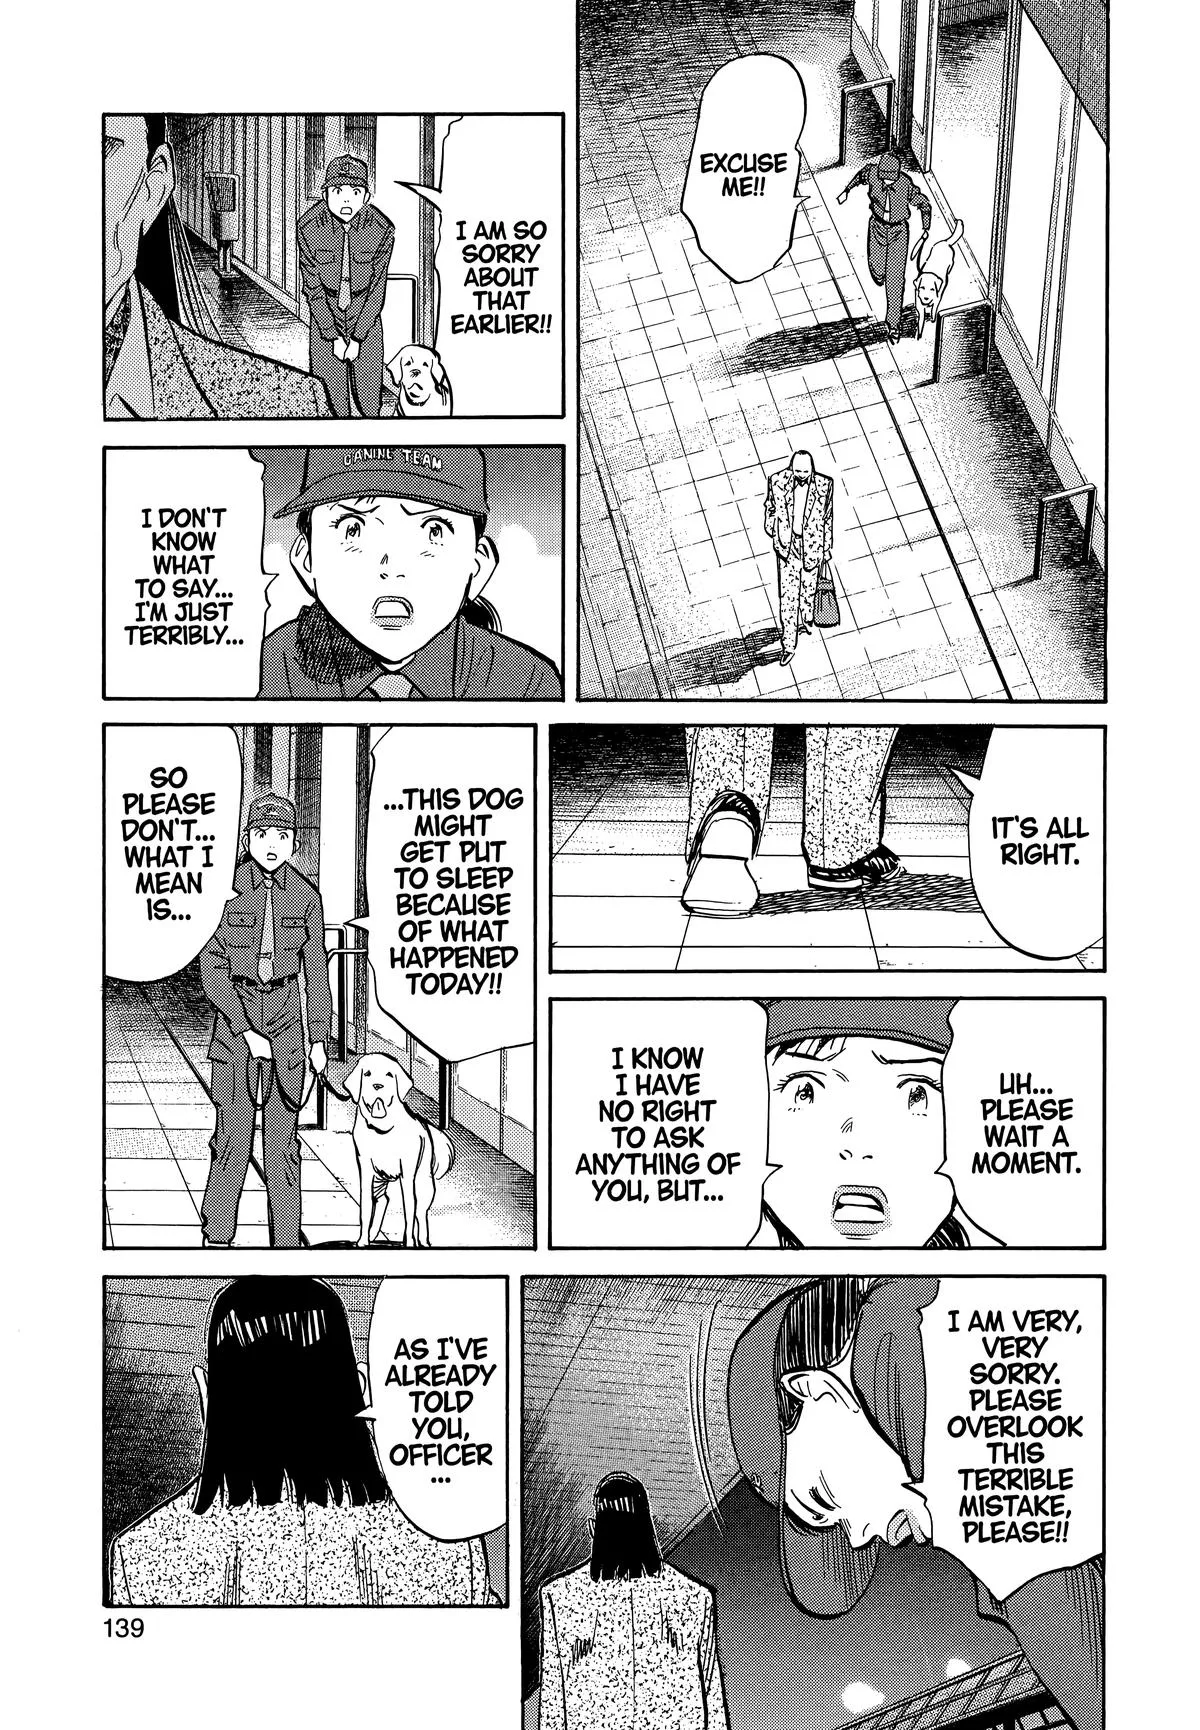 EXCUSE
ME!!
I AM SO
SORRY
ABOUT
THAT
EARLIER!!
CANINE TEAM
I DON'T
KNOW
WHAT
TO SAY...
I'M JUST
TERRIBLY...
IT'S ALL
RIGHT.
UH...
PLEASE
WAIT A
MOMENT.
I KNOW
I HAVE
NO RIGHT
TO ASK
ANYTHING OF
YOU, BUT...
...THIS DOG
MIGHT
GET PUT
TO SLEEP
BECAUSE
OF WHAT
HAPPENED
TODAY!!
SO
PLEASE
DON'T...
WHAT I
MEAN
IS...
I AM VERY,
VERY
SORRY.
PLEASE
OVERLOOK
THIS
TERRIBLE
MISTAKE,
PLEASE!!
AS I'VE
ALREADY
TOLD
YOU,
OFFICER
...
139